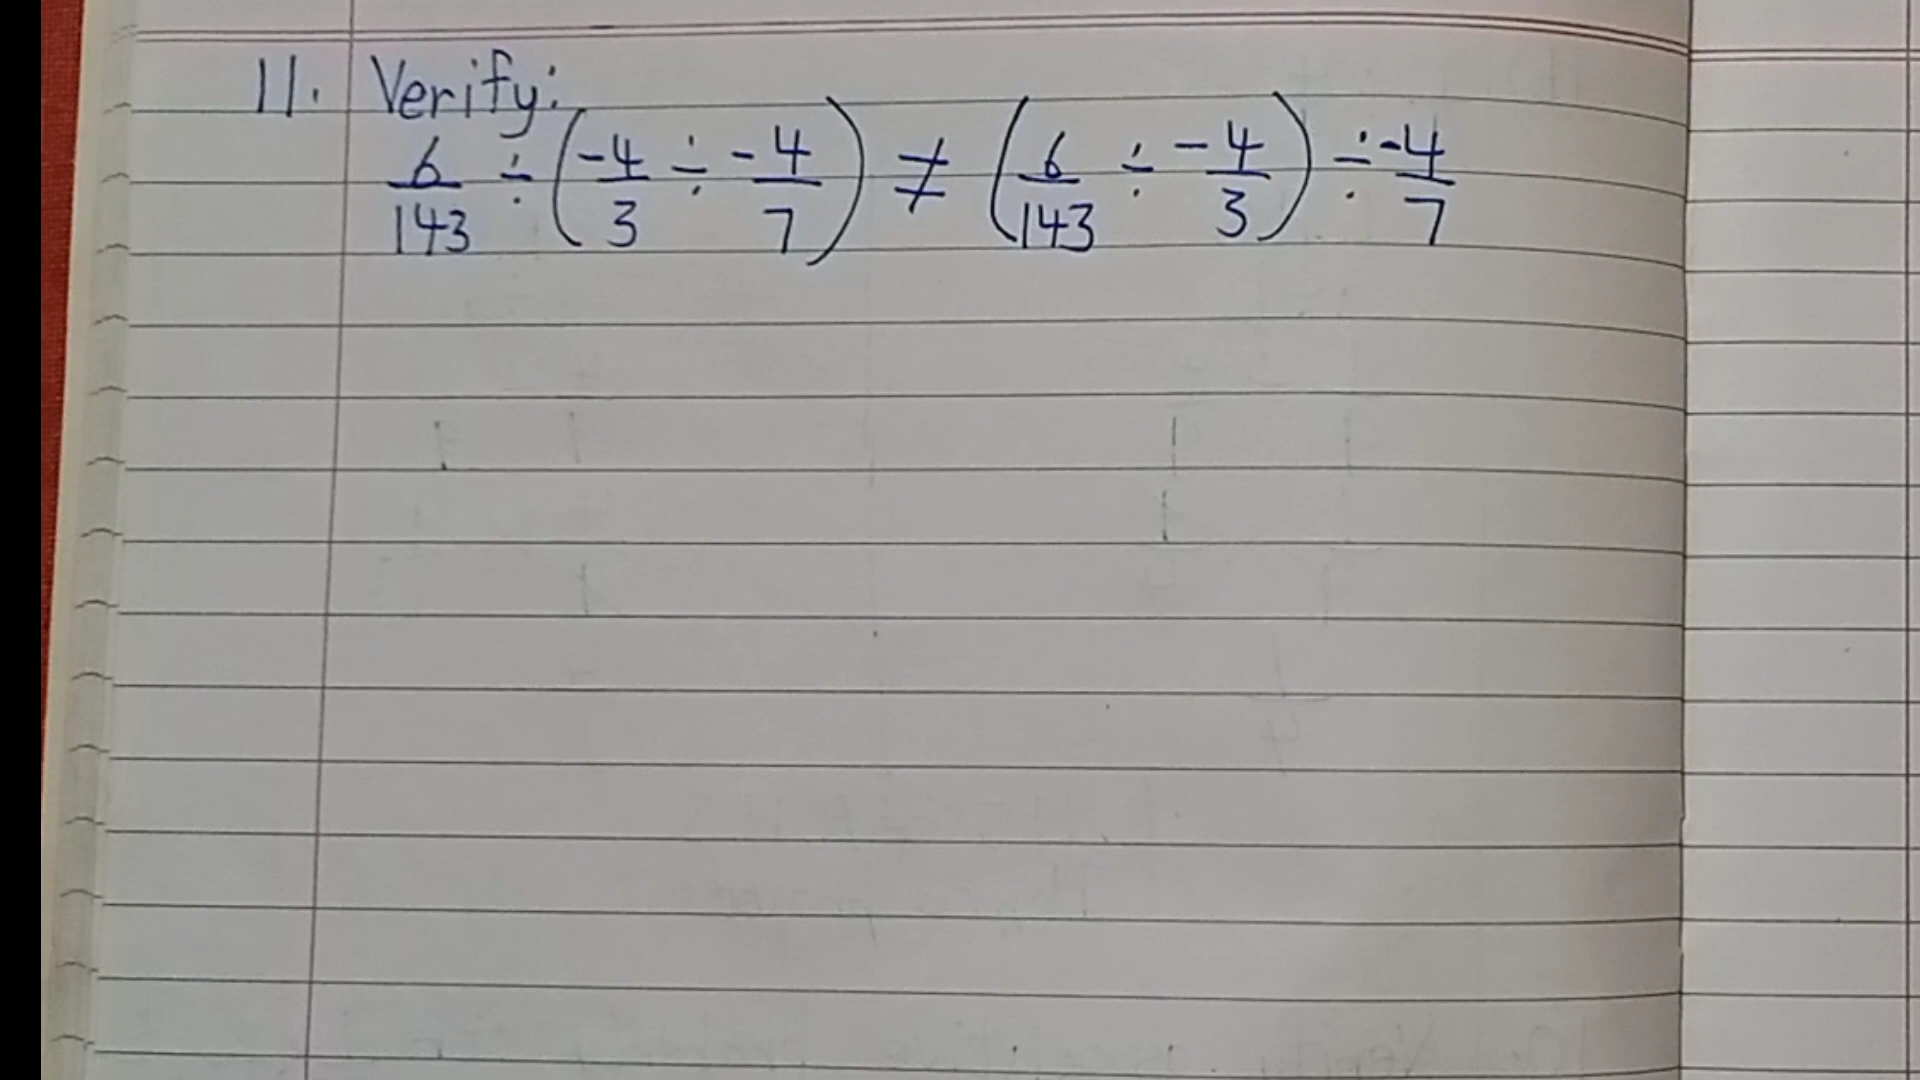 11. Verify:
6/143 ÷ (-4/3 ÷ -4/7) ≠ (6/143 ÷ -4/3) ÷ -4/7